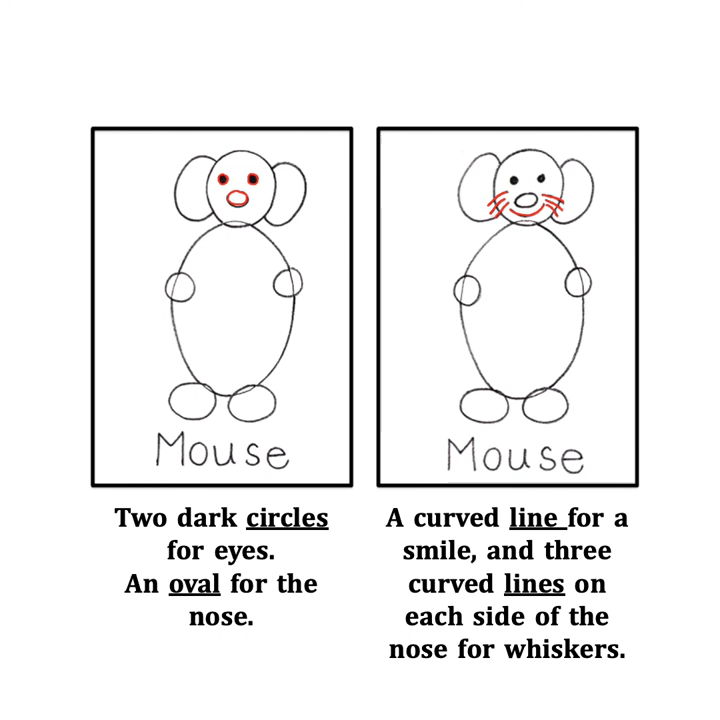 Mouse
Two dark circles
for eyes.
An oval for the
nose.
Mouse
A curved line for a
smile, and three
curved lines on
each side of the
nose for whiskers.